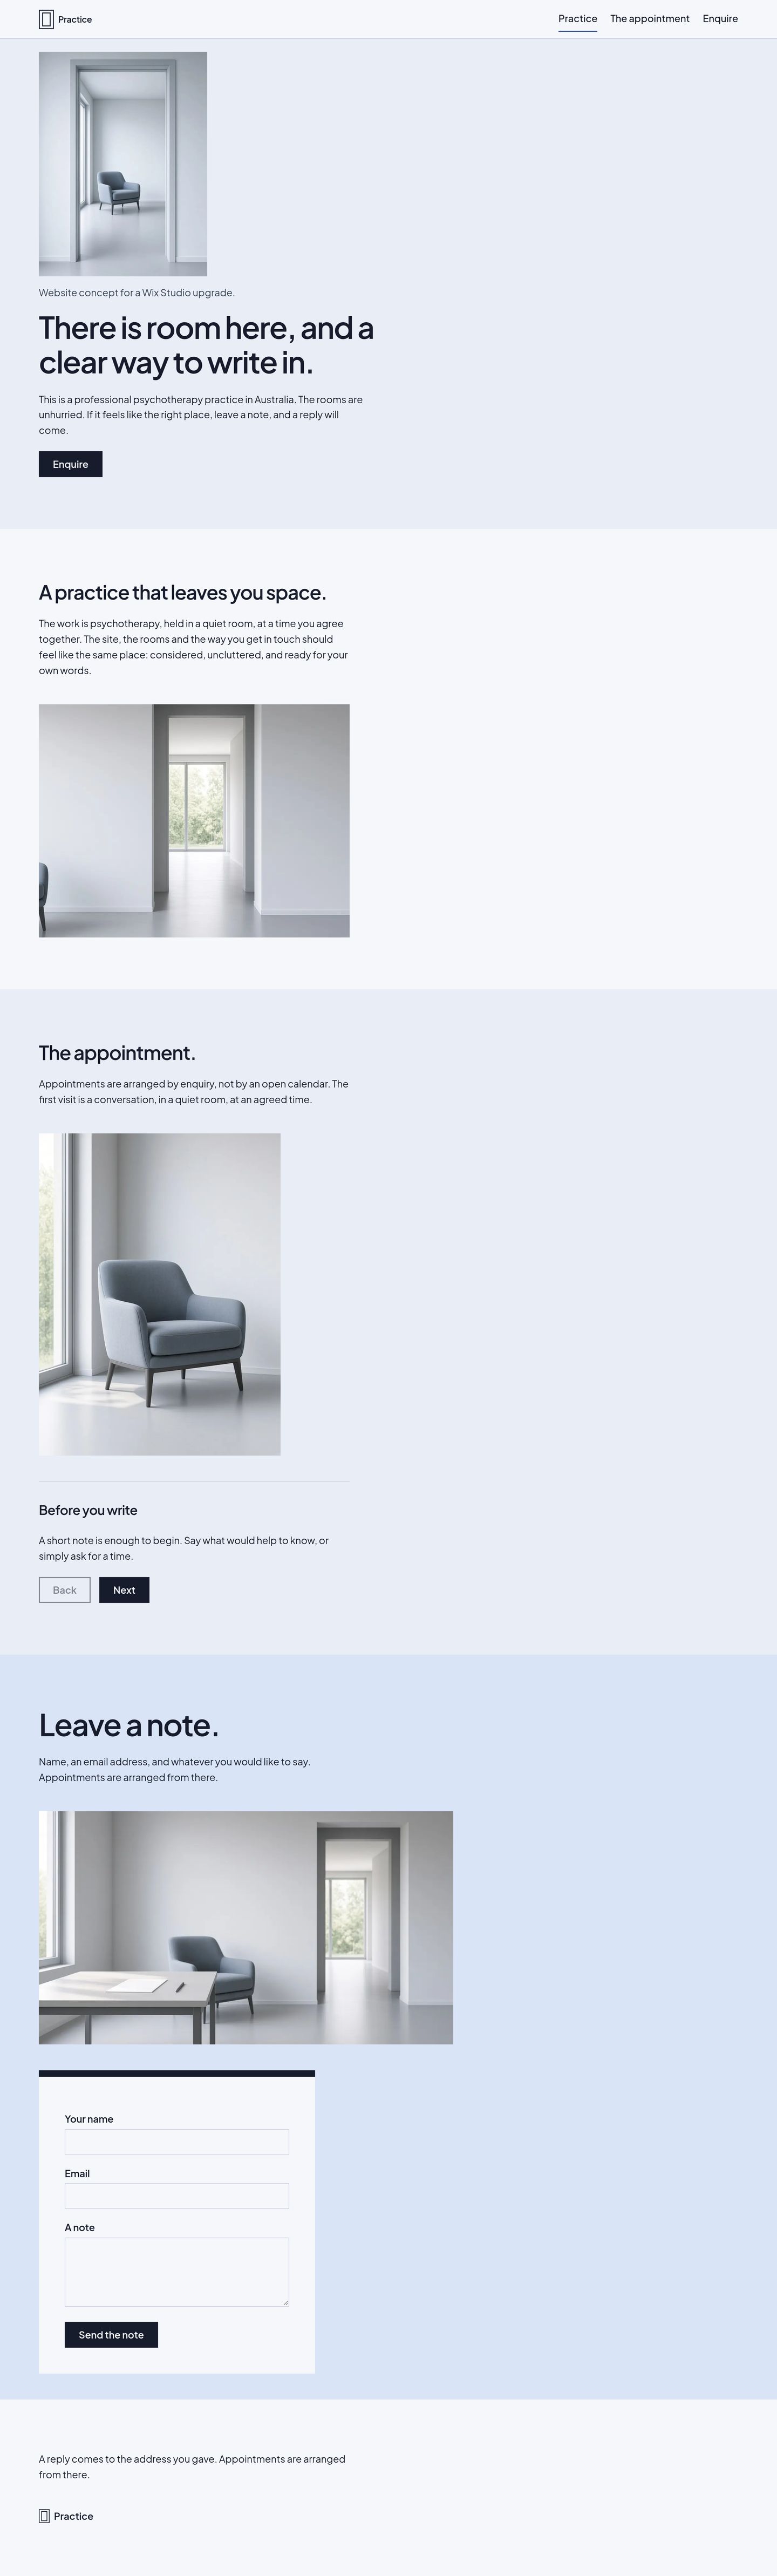 Practice
Practice
The appointment
Enquire
Website concept for a Wix Studio upgrade.
There is room here, and a
clear way to write in.
This is a professional psychotherapy practice in Australia. The rooms are
unhurried. If it feels like the right place, leave a note, and a reply will
come.
Enquire
A practice that leaves you space.
The work is psychotherapy, held in a quiet room, at a time you agree
together. The site, the rooms and the way you get in touch should
feel like the same place: considered, uncluttered, and ready for your
own words.
The appointment.
Appointments are arranged by enquiry, not by an open calendar. The
first visit is a conversation, in a quiet room, at an agreed time.
Before you write
A short note is enough to begin. Say what would help to know, or
simply ask for a time.
Back
Next
Leave a note.
Name, an email address, and whatever you would like to say.
Appointments are arranged from there.
Your name
Email
A note
Send the note
A reply comes to the address you gave. Appointments are arranged
from there.
Practice